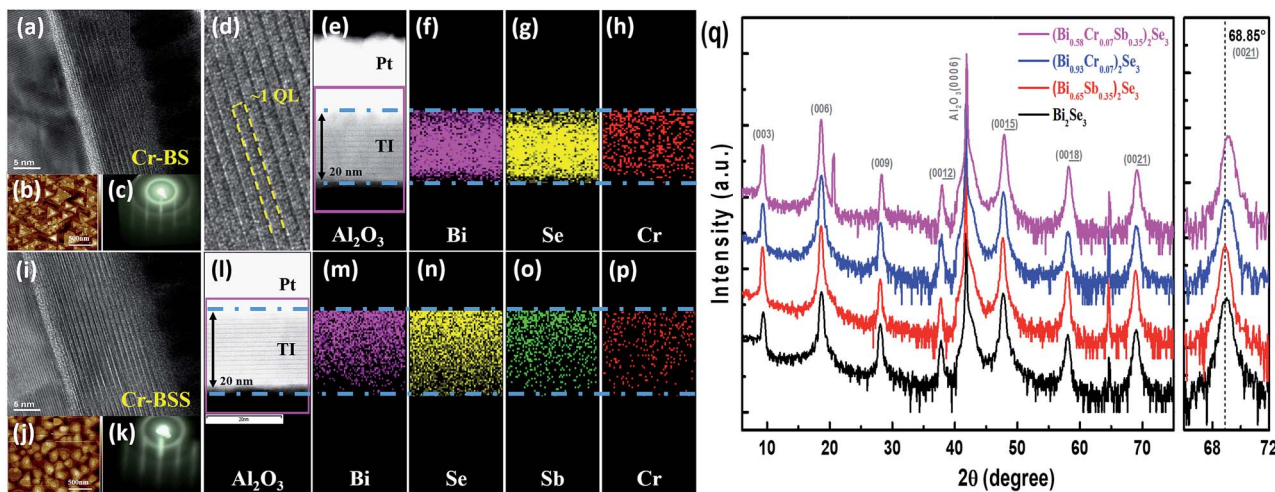 (a)
5 nm
Cr-BS
(b)
500nm
(c)
(d)
~1 QL
(e)
Pt
TI
20 nm
Al₂O₃
(f)
Bi
(g)
Se
(h)
Cr
(i)
5 nm
Cr-BSS
(j)
500nm
(k)
(l)
Pt
TI
20 nm
20nm
Al₂O₃
(m)
Bi
(n)
Se
(o)
Sb
(p)
Cr
(q)
Intensity (a.u.)
(Bi₀.₅₈Cr₀.₀₇Sb₀.₃₅)₂Se₃
(Bi₀.₉₃Cr₀.₀₇)₂Se₃
(Bi₀.₆₅Sb₀.₃₅)₂Se₃
Bi₂Se₃
(003)
(006)
(009)
(0012)
Al₂O₃(0006)
(0015)
(0018)
(0021)
10 20 30 40 50 60 70
2θ (degree)
68.85°
(0021)
68 70 72